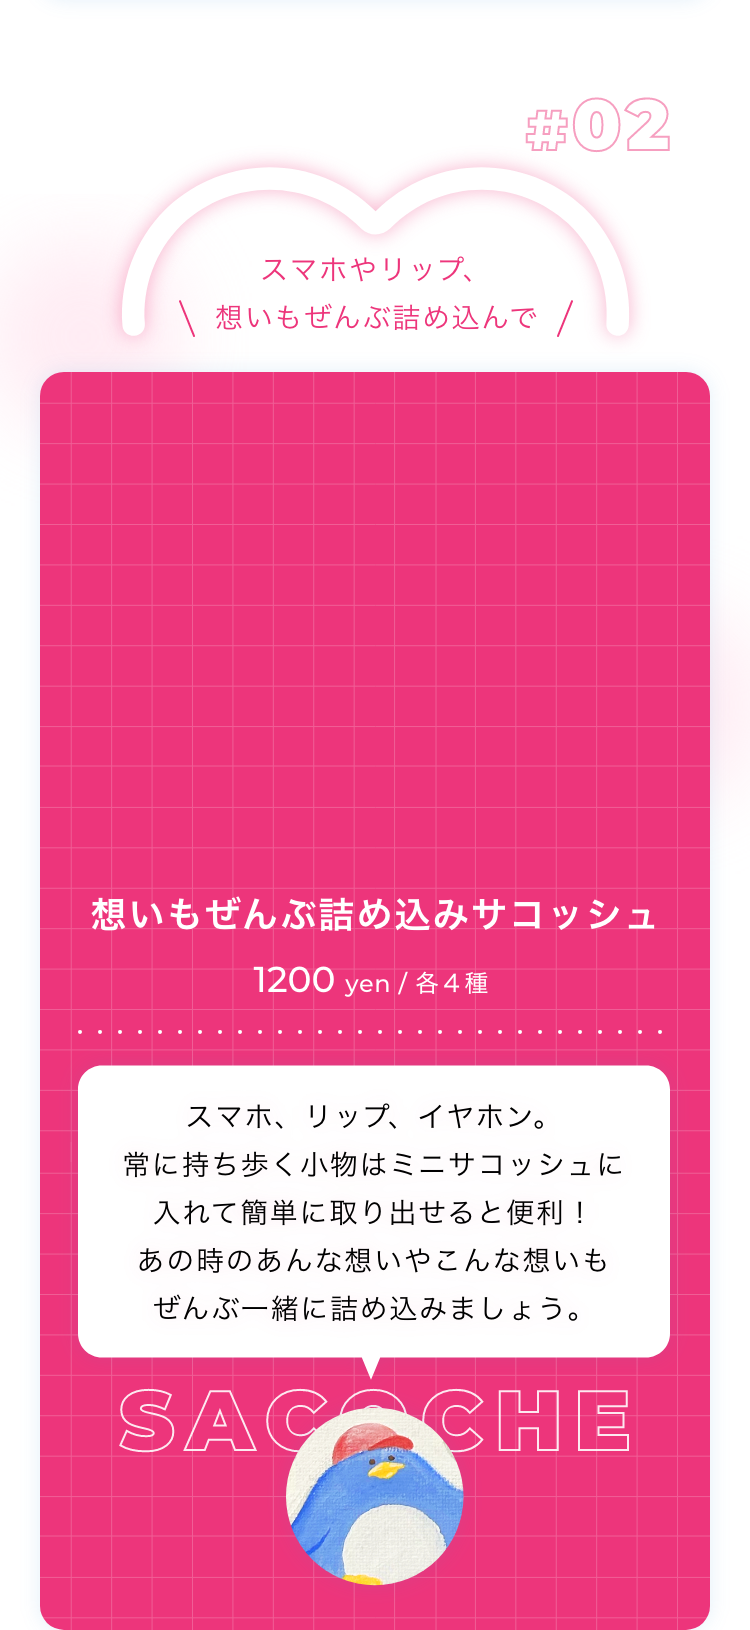 #02
スマホやリップ、
\ 想いもぜんぶ詰め込んで /
想いもぜんぶ詰め込みサコッシュ
1200 yen / 各4種
スマホ、リップ、イヤホン。
常に持ち歩く小物はミニサコッシュに
入れて簡単に取り出せると便利！
あの時のあんな想いやこんな想いも
ぜんぶ一緒に詰め込みましょう。
SACOCHE